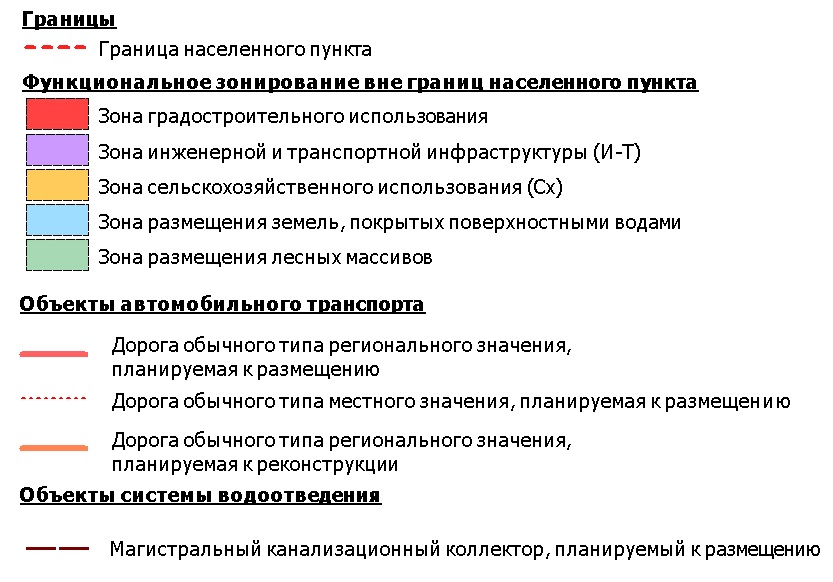 Границы
Граница населенного пункта
Функциональное зонирование вне границ населенного пункта
Зона градостроительного использования
Зона инженерной и транспортной инфраструктуры (И-Т)
Зона сельскохозяйственного использования (Сх)
Зона размещения земель, покрытых поверхностными водами
Зона размещения лесных массивов
Объекты автомобильного транспорта
Дорога обычного типа регионального значения,
планируемая к размещению
Дорога обычного типа местного значения, планируемая к размещению
Дорога обычного типа регионального значения,
планируемая к реконструкции
Объекты системы водоотведения
Магистральный канализационный коллектор, планируемый к размещению